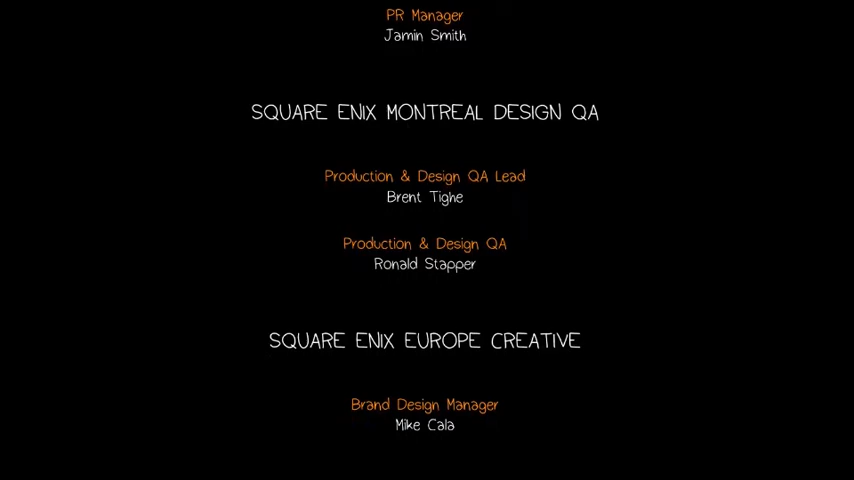 PR Manager
Jamin Smith
SQUARE ENIX MONTREAL DESIGN QA
Production & Design QA Lead
Brent Tighe
Production & Design QA
Ronald Stapper
SQUARE ENIX EUROPE CREATIVE
Brand Design Manager
Mike Cala